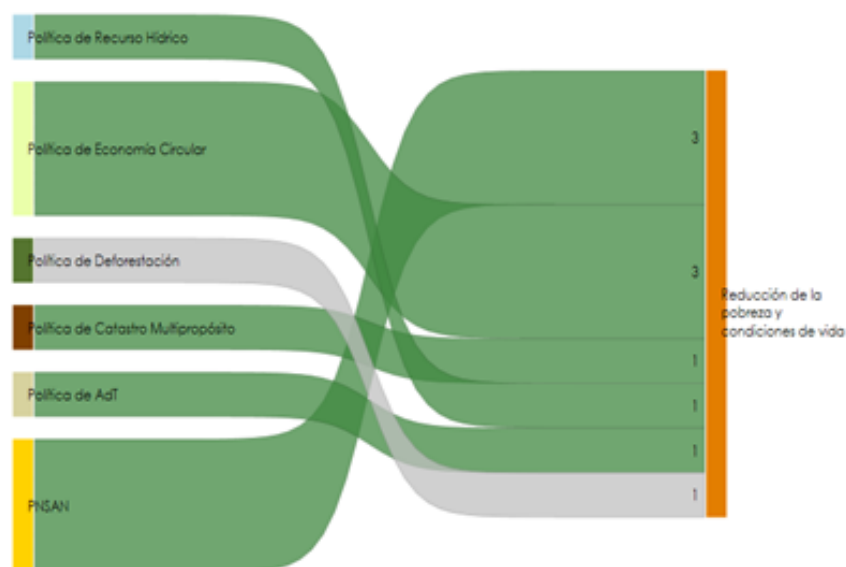 Política de Recurso Hídrico
Política de Economía Circular
Política de Deforestación
Política de Catastro Multipropósito
Política de AdT
PNSAN
3
3
1
1
1
1
Reducción de la
pobreza y
condiciones de vida